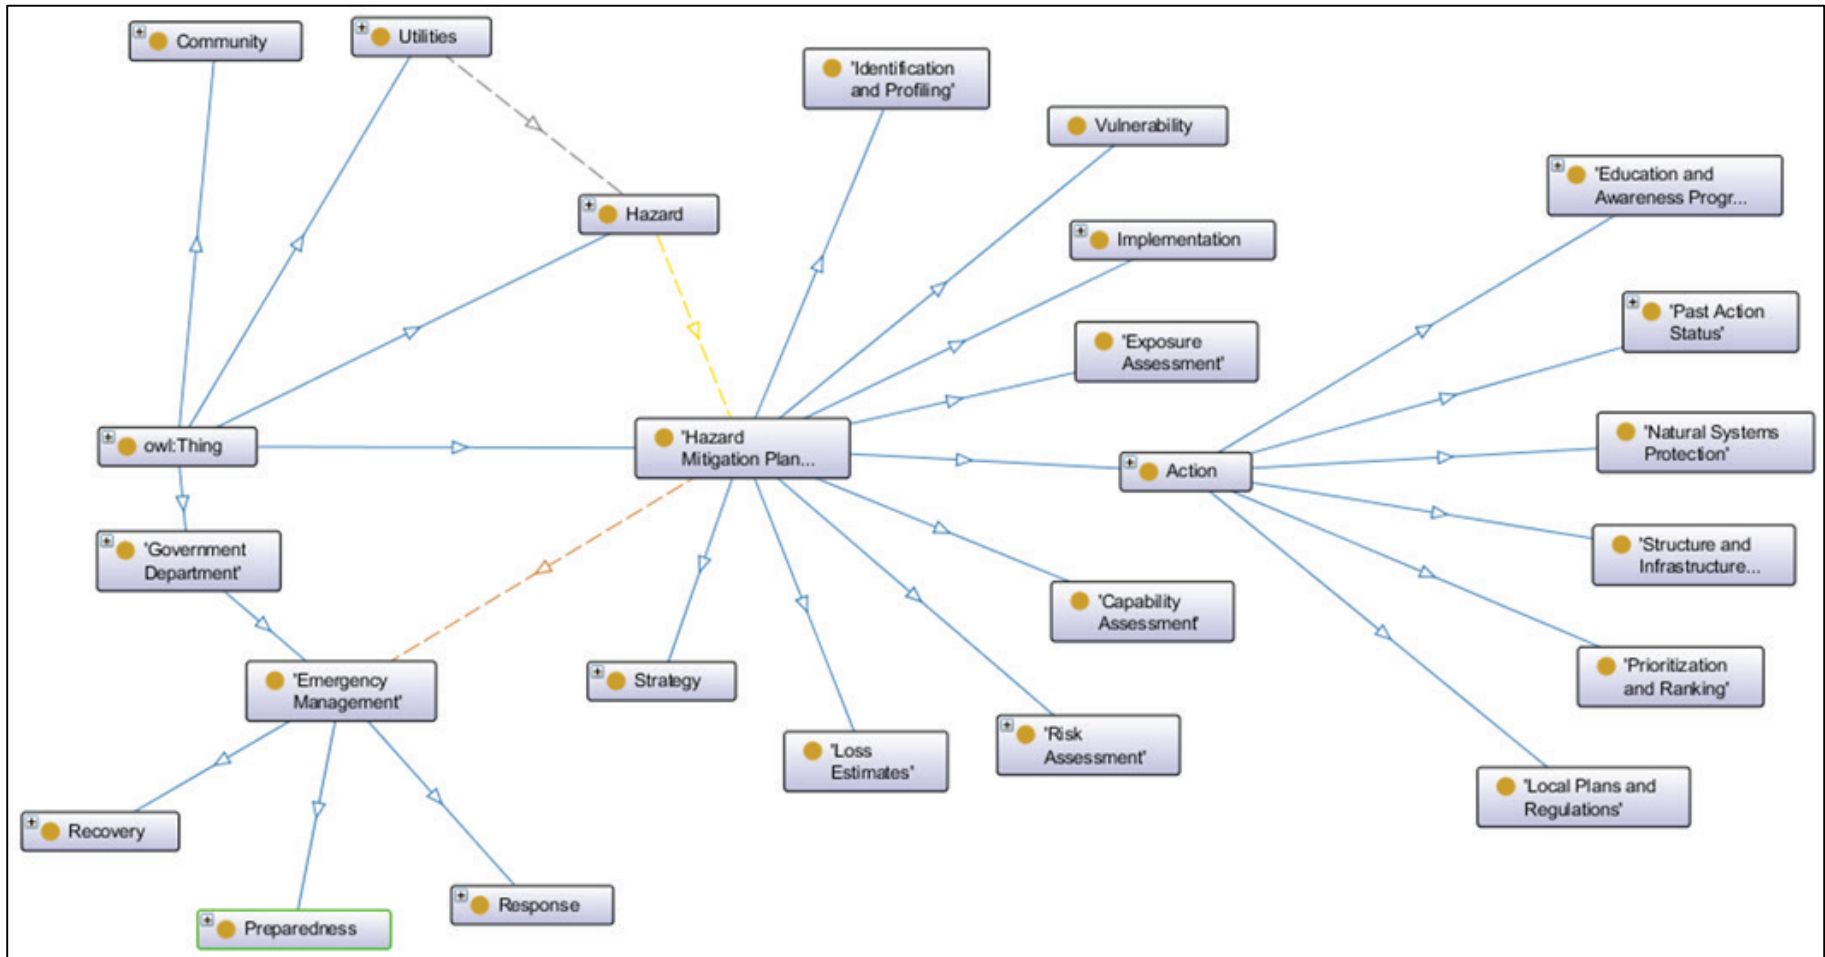 Community
Utilities
'Identification
and Profiling'
Vulnerability
'Education and
Awareness Progr...
Hazard
Implementation
'Past Action
Status'
'Exposure
Assessment'
owl:Thing
'Hazard
Mitigation Plan...
Action
'Natural Systems
Protection'
'Government
Department'
'Structure and
Infrastructure...
'Capability
Assessment'
'Emergency
Management'
Strategy
'Prioritization
and Ranking'
'Loss
Estimates'
'Risk
Assessment'
'Local Plans and
Regulations'
Recovery
Response
Preparedness